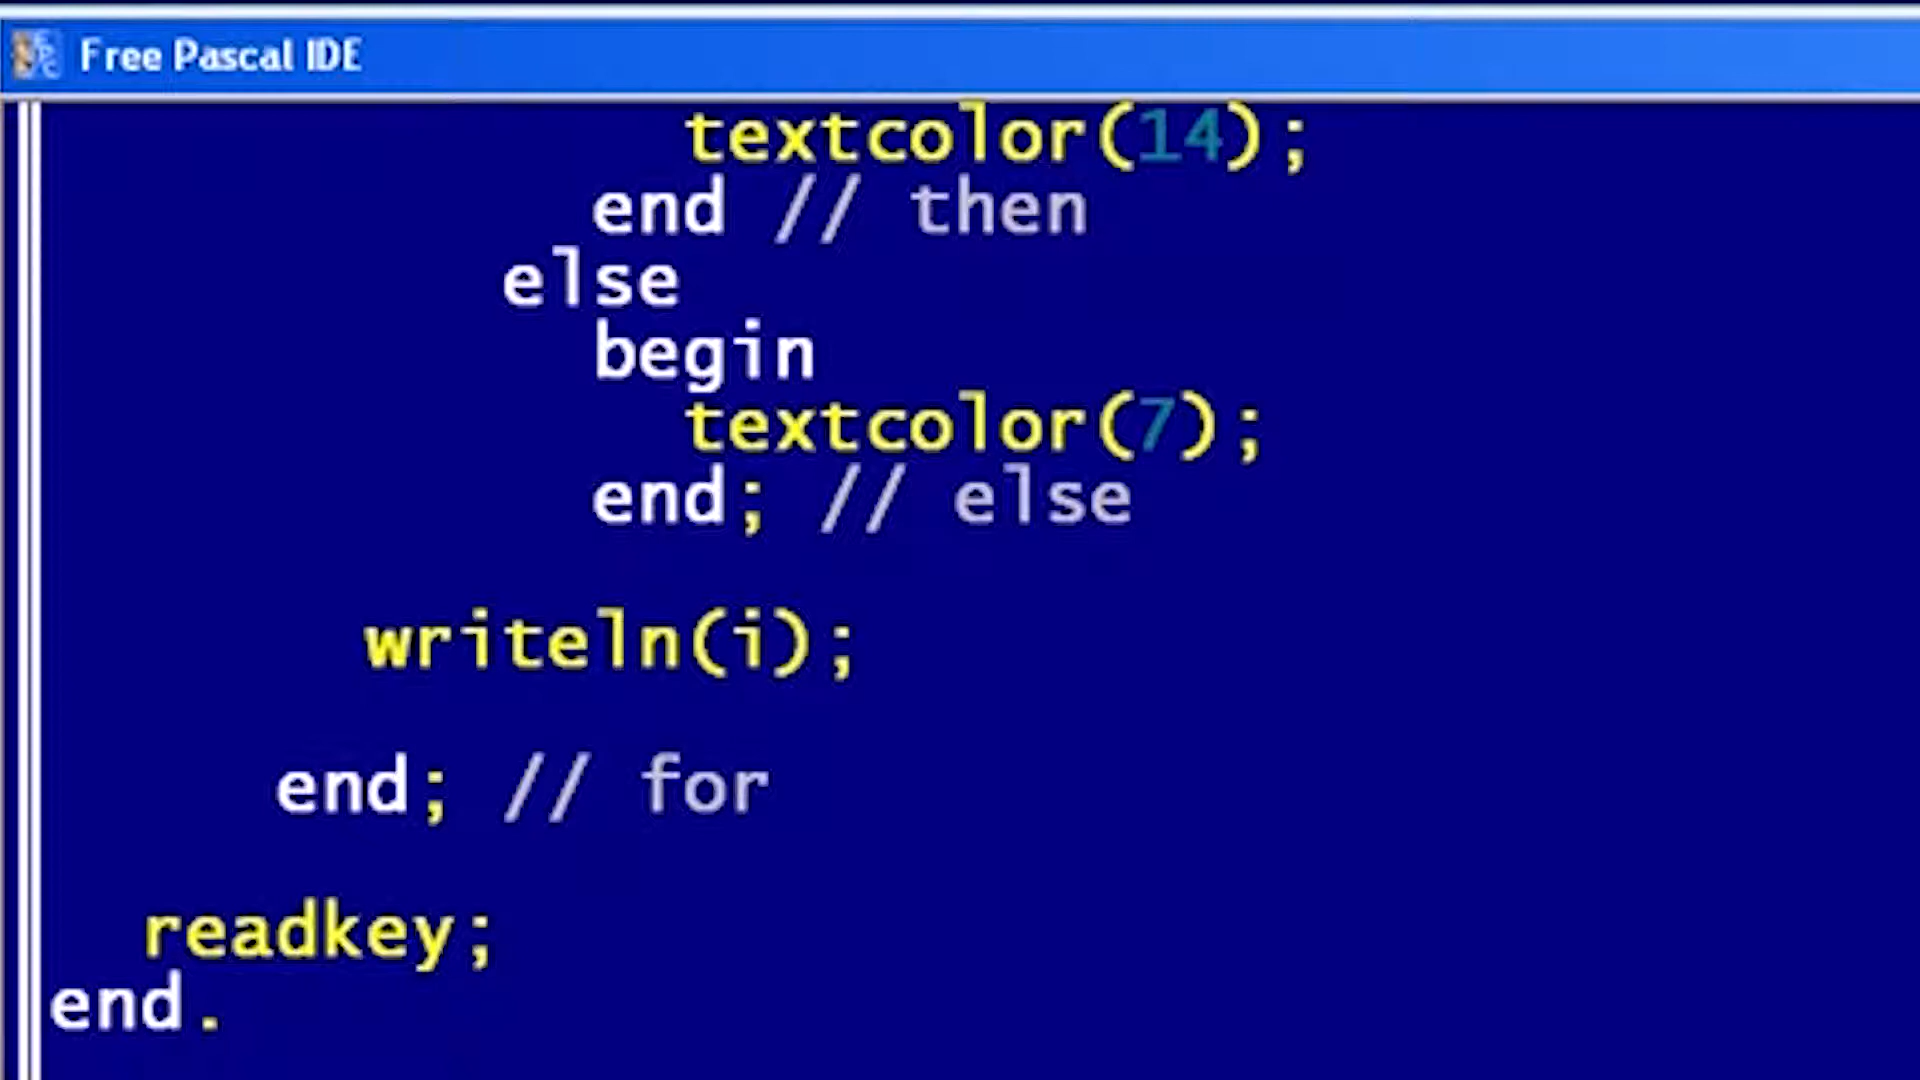 Free Pascal IDE
textcolor(14);
end // then
else
begin
textcolor(7);
end; // else
writeln(i);
end; // for
readkey;
end.